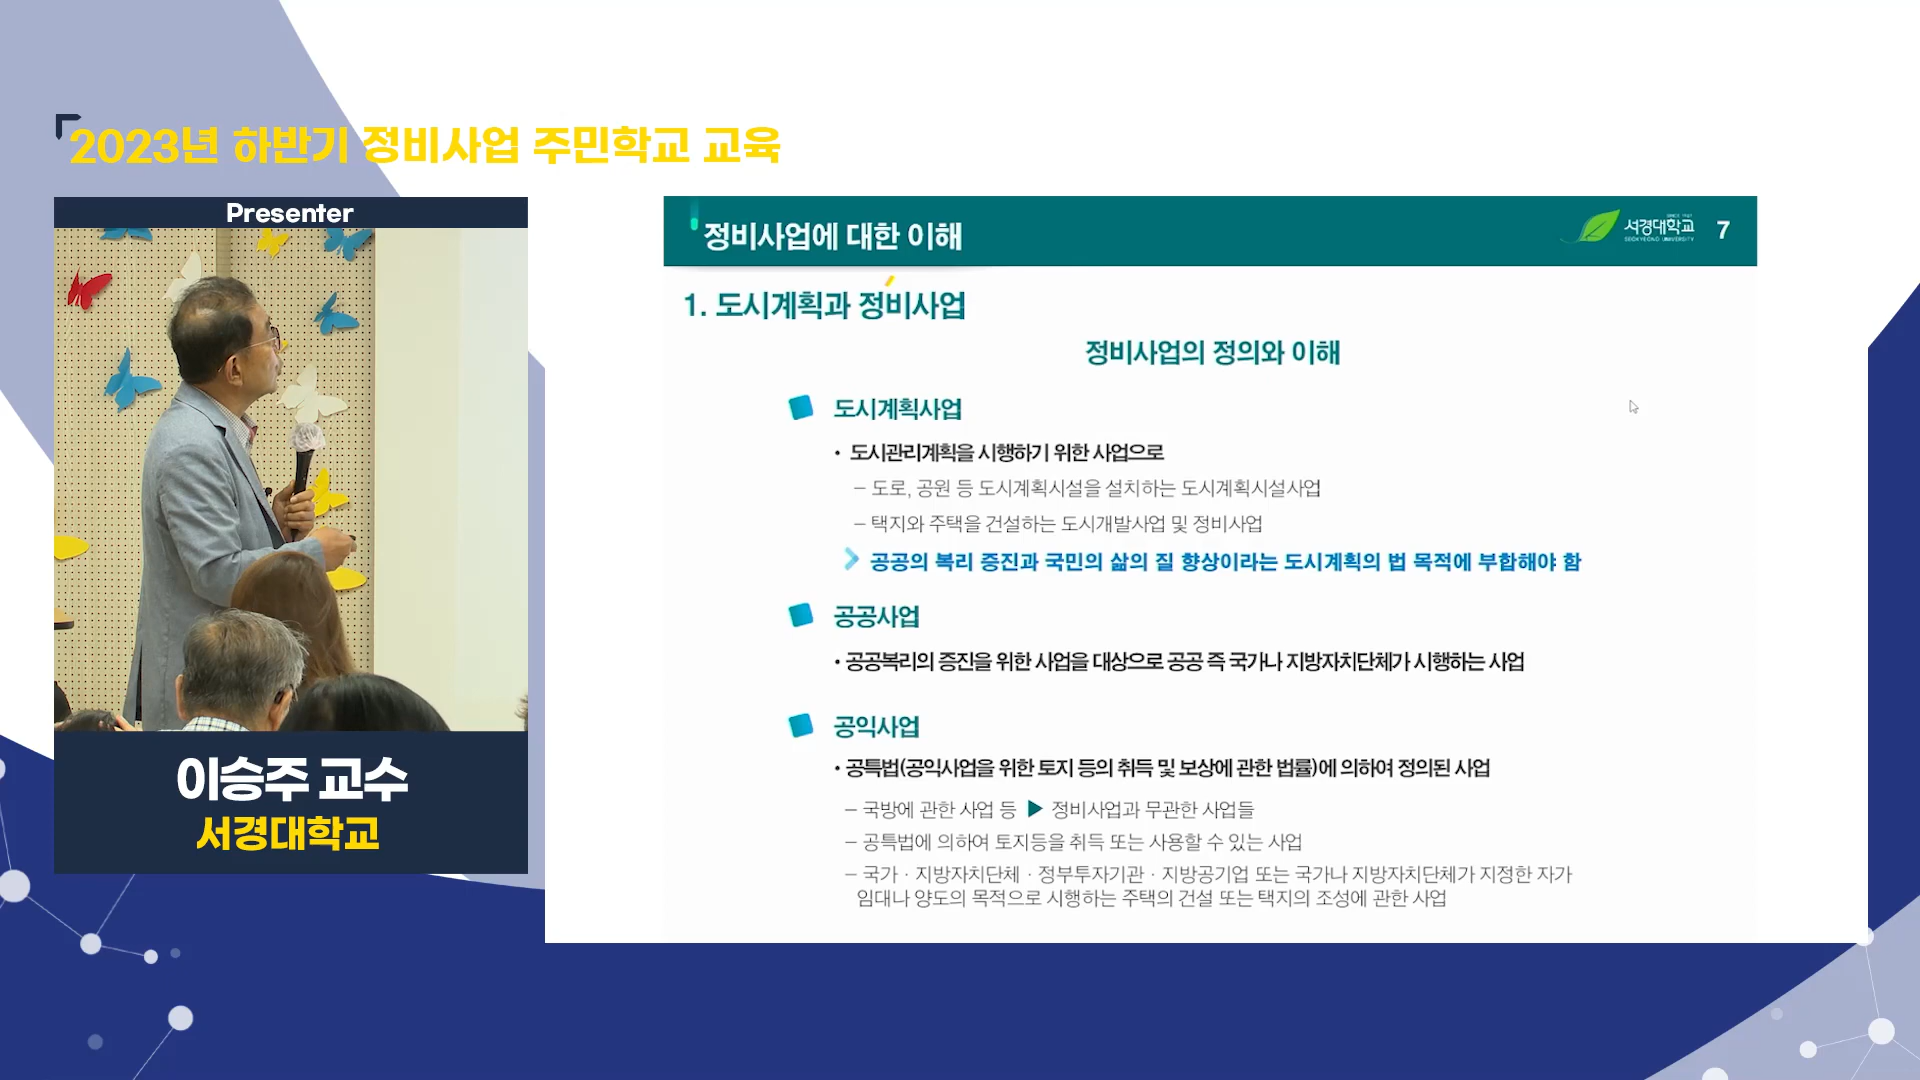 2023년 하반기 정비사업 주민학교 교육
Presenter
이승주 교수
서경대학교
정비사업에 대한 이해
SINCE 1947
서경대학교
SEOKYEONG UNIVERSITY
7
1. 도시계획과 정비사업
정비사업의 정의와 이해
도시계획사업
• 도시관리계획을 시행하기 위한 사업으로
– 도로, 공원 등 도시계획시설을 설치하는 도시계획시설사업
– 택지와 주택을 건설하는 도시개발사업 및 정비사업
공공의 복리 증진과 국민의 삶의 질 향상이라는 도시계획의 법 목적에 부합해야 함
공공사업
• 공공복리의 증진을 위한 사업을 대상으로 공공 즉 국가나 지방자치단체가 시행하는 사업
공익사업
• 공특법(공익사업을 위한 토지 등의 취득 및 보상에 관한 법률)에 의하여 정의된 사업
– 국방에 관한 사업 등 ▶ 정비사업과 무관한 사업들
– 공특법에 의하여 토지등을 취득 또는 사용할 수 있는 사업
– 국가 · 지방자치단체 · 정부투자기관 · 지방공기업 또는 국가나 지방자치단체가 지정한 자가
임대나 양도의 목적으로 시행하는 주택의 건설 또는 택지의 조성에 관한 사업